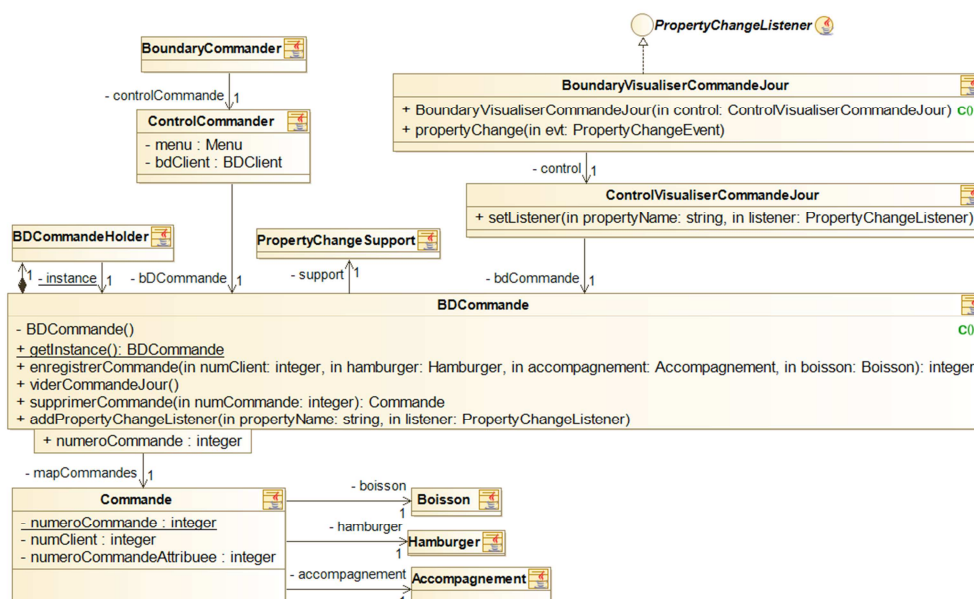 PropertyChangeListener
BoundaryCommander
- controlCommande
1
ControlCommander
- menu : Menu
- bdClient : BDClient
BoundaryVisualiserCommandeJour
+ BoundaryVisualiserCommandeJour(in control: ControlVisualiserCommandeJour) C()
+ propertyChange(in evt: PropertyChangeEvent)
- control
1
ControlVisualiserCommandeJour
+ setListener(in propertyName: string, in listener: PropertyChangeListener)
BDCommandeHolder
PropertyChangeSupport
1
- instance
1
- bDCommande
1
- support
1
- bdCommande
1
BDCommande
- BDCommande() C()
+ getInstance(): BDCommande
+ enregistrerCommande(in numClient: integer, in hamburger: Hamburger, in accompagnement: Accompagnement, in boisson: Boisson): integer
+ viderCommandeJour()
+ supprimerCommande(in numCommande: integer): Commande
+ addPropertyChangeListener(in propertyName: string, in listener: PropertyChangeListener)
+ numeroCommande : integer
- mapCommandes
1
Commande
- numeroCommande : integer
- numClient : integer
- numeroCommandeAttribuee : integer
- boisson
1
Boisson
- hamburger
1
Hamburger
- accompagnement
1
Accompagnement